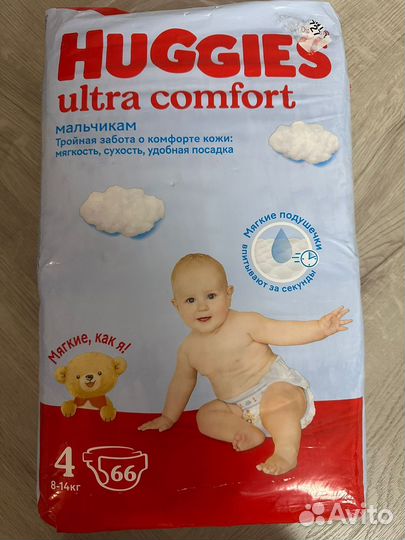 HUGGIES
ultra comfort
мальчикам
Тройная забота о комфорте кожи:
мягкость, сухость, удобная посадка
Мягкие подушечки
впитывают за секунды
Мягкие, как я!
4
66
8-14кг
Avito